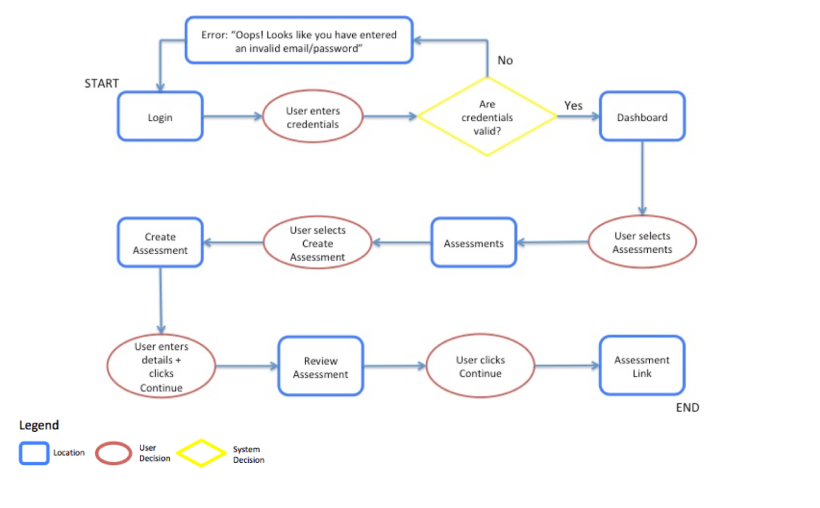 Error: “Oops! Looks like you have entered
an invalid email/password”
No
START
Login
User enters
credentials
Are
credentials
valid?
Yes
Dashboard
Create
Assessment
User selects
Create
Assessment
Assessments
User selects
Assessments
User enters
details +
clicks
Continue
Review
Assessment
User clicks
Continue
Assessment
Link
END
Legend
Location
User
Decision
System
Decision